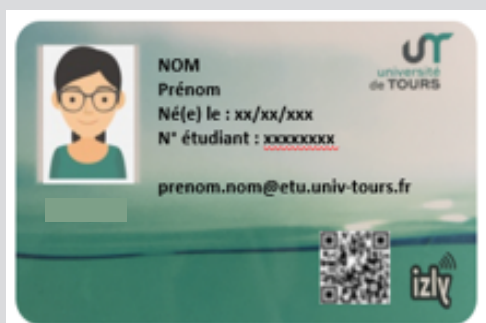 NOM
Prénom
Né(e) le : xx/xx/xxx
N° étudiant : xxxxxxxx
prenom.nom@etu.univ-tours.fr
UT
université
de TOURS
izly